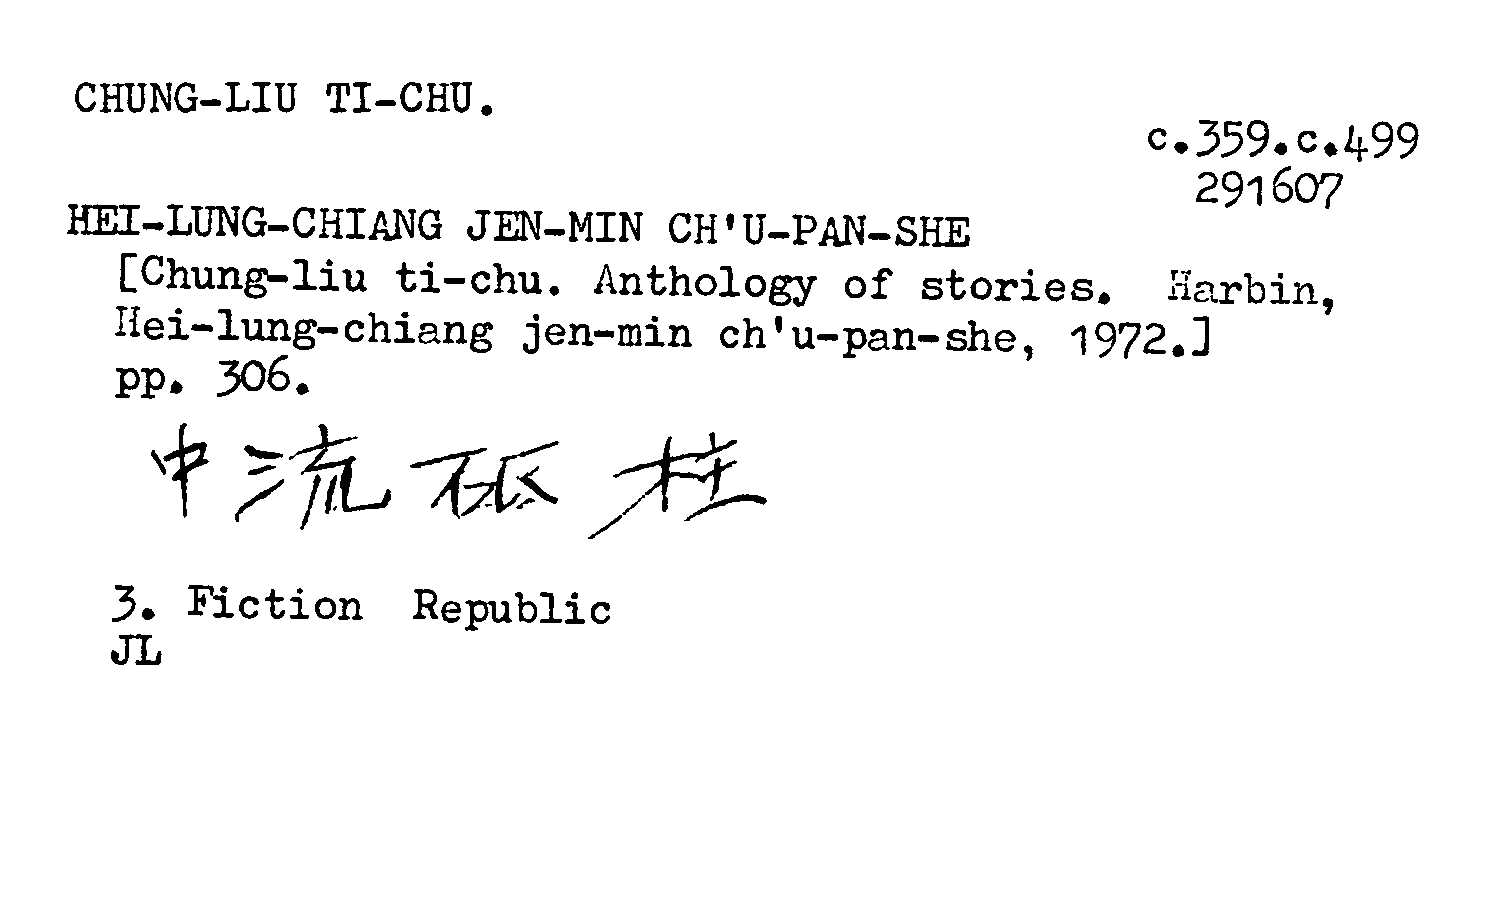 CHUNG-LIU TI-CHU.
c.359.c.499
291607
HEI-LUNG-CHIANG JEN-MIN CH'U-PAN-SHE
[Chung-liu ti-chu. Anthology of stories. Harbin,
Hei-lung-chiang jen-min ch'u-pan-she, 1972.]
pp. 306.
中流砥柱
3. Fiction Republic
JL